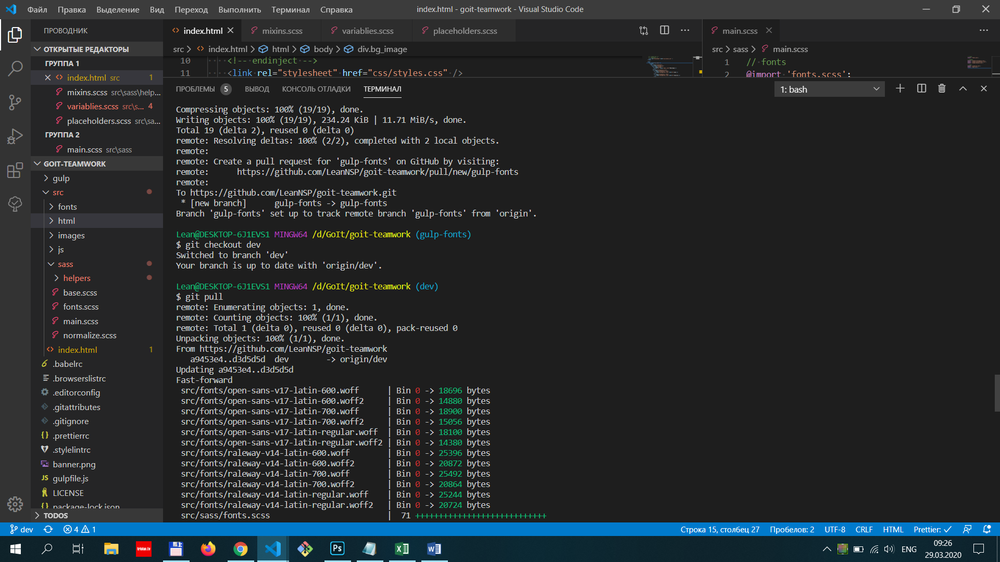 Файл Правка Выделение Вид Переход Выполнить Терминал Справка
index.html - goit-teamwork - Visual Studio Code
ПРОВОДНИК
ОТКРЫТЫЕ РЕДАКТОРЫ
ГРУППА 1
index.html src 1
mixins.scss src\sass\help...
variablies.scss src\s... 4
placeholders.scss src\sa...
ГРУППА 2
main.scss src\sass
GOIT-TEAMWORK
gulp
src
fonts
html
images
js
sass
helpers
base.scss
fonts.scss
main.scss
normalize.scss
index.html 1
.babelrc
.browserslistrc
.editorconfig
.gitattributes
.gitignore
.prettierrc
.stylelintrc
banner.png
gulpfile.js
LICENSE
package-lock.json
TODOS
index.html mixins.scss variablies.scss placeholders.scss
src > index.html > html > body > div.bg_image
10 <!-- endinject -->
11 <link rel="stylesheet" href="css/styles.css" />
main.scss
src > sass > main.scss
1 // fonts
2 @import 'fonts.scss';
ПРОБЛЕМЫ 5 ВЫВОД КОНСОЛЬ ОТЛАДКИ ТЕРМИНАЛ
1: bash
Compressing objects: 100% (19/19), done.
Writing objects: 100% (19/19), 234.24 KiB | 11.71 MiB/s, done.
Total 19 (delta 2), reused 0 (delta 0)
remote: Resolving deltas: 100% (2/2), completed with 2 local objects.
remote:
remote: Create a pull request for 'gulp-fonts' on GitHub by visiting:
remote:      https://github.com/LeanNSP/goit-teamwork/pull/new/gulp-fonts
remote:
To https://github.com/LeanNSP/goit-teamwork.git
 * [new branch]      gulp-fonts -> gulp-fonts
Branch 'gulp-fonts' set up to track remote branch 'gulp-fonts' from 'origin'.
Lean@DESKTOP-6J1EVS1 MINGW64 /d/GoIt/goit-teamwork (gulp-fonts)
$ git checkout dev
Switched to branch 'dev'
Your branch is up to date with 'origin/dev'.
Lean@DESKTOP-6J1EVS1 MINGW64 /d/GoIt/goit-teamwork (dev)
$ git pull
remote: Enumerating objects: 1, done.
remote: Counting objects: 100% (1/1), done.
remote: Total 1 (delta 0), reused 0 (delta 0), pack-reused 0
Unpacking objects: 100% (1/1), done.
From https://github.com/LeanNSP/goit-teamwork
   a9453e4..d3d5d5d  dev        -> origin/dev
Updating a9453e4..d3d5d5d
Fast-forward
 src/fonts/open-sans-v17-latin-600.woff      | Bin 0 -> 18696 bytes
 src/fonts/open-sans-v17-latin-600.woff2     | Bin 0 -> 14880 bytes
 src/fonts/open-sans-v17-latin-700.woff      | Bin 0 -> 18900 bytes
 src/fonts/open-sans-v17-latin-700.woff2     | Bin 0 -> 15056 bytes
 src/fonts/open-sans-v17-latin-regular.woff  | Bin 0 -> 18100 bytes
 src/fonts/open-sans-v17-latin-regular.woff2 | Bin 0 -> 14380 bytes
 src/fonts/raleway-v14-latin-600.woff        | Bin 0 -> 25396 bytes
 src/fonts/raleway-v14-latin-600.woff2       | Bin 0 -> 20872 bytes
 src/fonts/raleway-v14-latin-700.woff        | Bin 0 -> 25492 bytes
 src/fonts/raleway-v14-latin-700.woff2       | Bin 0 -> 20864 bytes
 src/fonts/raleway-v14-latin-regular.woff    | Bin 0 -> 25244 bytes
 src/fonts/raleway-v14-latin-regular.woff2   | Bin 0 -> 20724 bytes
 src/sass/fonts.scss                         |  71 ++++++++++++++++++++++++++++
dev 4 1
Строка 15, столбец 27 Пробелов: 2 UTF-8 CRLF HTML Prettier: ✓
Ps
ENG
09:26
29.03.2020